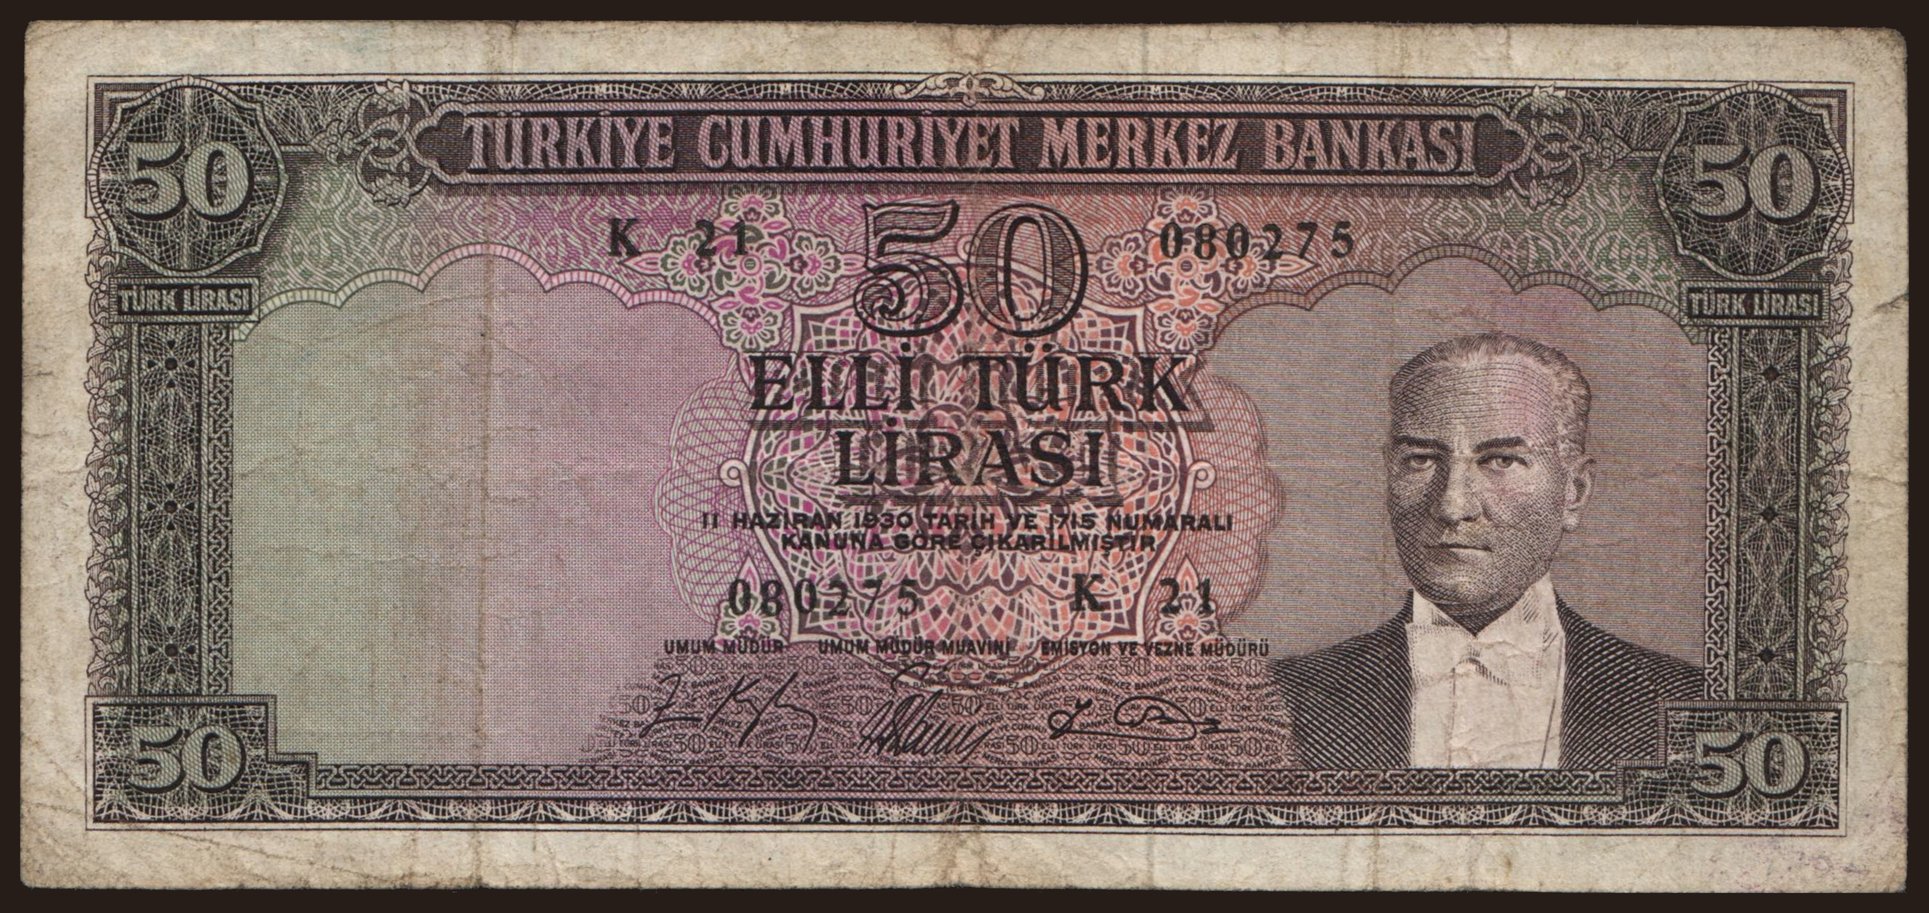 TÜRKİYE CUMHURİYET MERKEZ BANKASI
50 50
K 21 50 080275
TÜRK LİRASI TÜRK LİRASI
ELLİ TÜRK
LİRASI
11 HAZİRAN 1930 TARİH VE 1715 NUMARALI
KANUNA GÖRE ÇIKARILMIŞTIR
080275 K 21
UMUM MÜDÜR UMUM MÜDÜR MUAVİNİ EMİSYON VE VEZNE MÜDÜRÜ
50 50